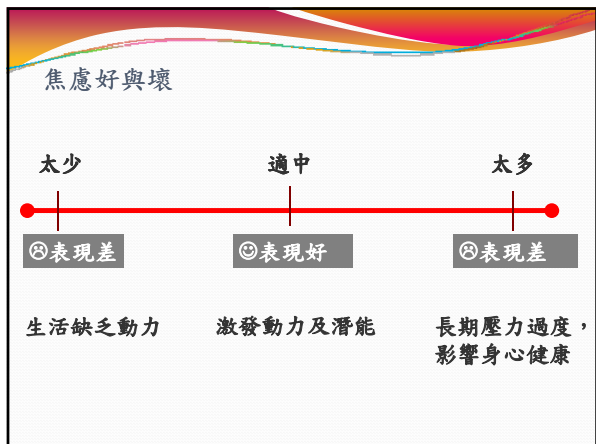 焦慮好與壞
太少 適中 太多
☹表現差 ☺表現好 ☹表現差
生活缺乏動力 激發動力及潛能 長期壓力過度，
影響身心健康